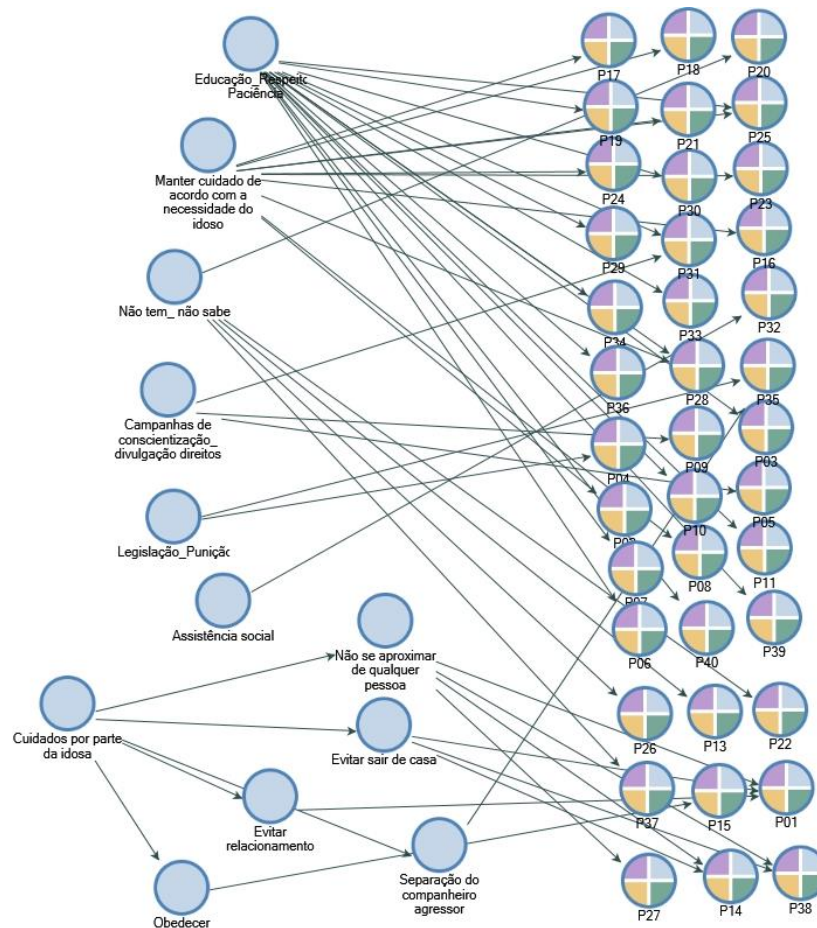 Educação_Respeito
Paciência
Manter cuidado de
acordo com a
necessidade do
idoso
Não tem_ não sabe
Campanhas de
conscientização_
divulgação direitos
Legislação_Punição
Assistência social
Não se aproximar
de qualquer
pessoa
Cuidados por parte
da idosa
Evitar sair de casa
Evitar
relacionamento
Separação do
companheiro
agressor
Obedecer
P17
P18
P20
P19
P21
P25
P24
P30
P23
P29
P31
P16
P34
P33
P32
P36
P28
P35
P04
P09
P03
P10
P05
P07
P08
P11
P06
P40
P39
P26
P13
P22
P37
P15
P01
P27
P14
P38